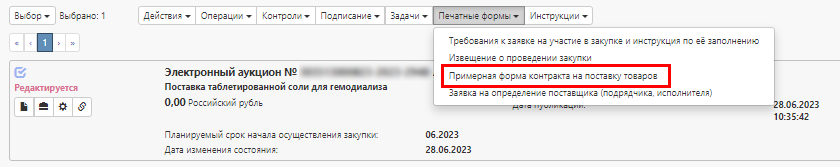 Выбор Выбрано: 1 Действия Операции Контроли Подписание Задачи Печатные формы Инструкции
« ‹ 1 › »
Требования к заявке на участие в закупке и инструкция по её заполнению
Извещение о проведении закупки
Примерная форма контракта на поставку товаров
Заявка на определение поставщика (подрядчика, исполнителя)
Редактируется
Электронный аукцион №
Поставка таблетированной соли для гемодиализа
0,00 Российский рубль
Дата публикации: 28.06.2023
10:35:42
Планируемый срок начала осуществления закупки: 06.2023
Дата изменения состояния: 28.06.2023